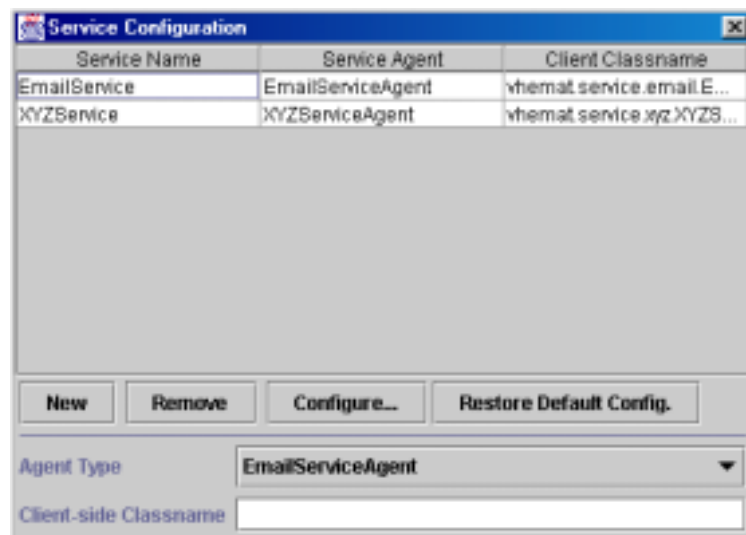 Service Configuration
Service Name Service Agent Client Classname
EmailService EmailServiceAgent vhemat.service.email.E...
XYZService XYZServiceAgent vhemat.service.xyz.XYZS...
New Remove Configure... Restore Default Config.
Agent Type EmailServiceAgent
Client-side Classname